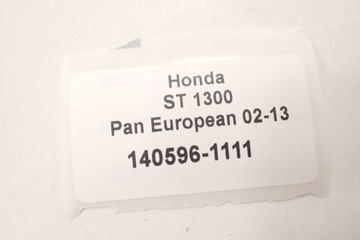 Honda
ST 1300
Pan European 02-13
140596-1111